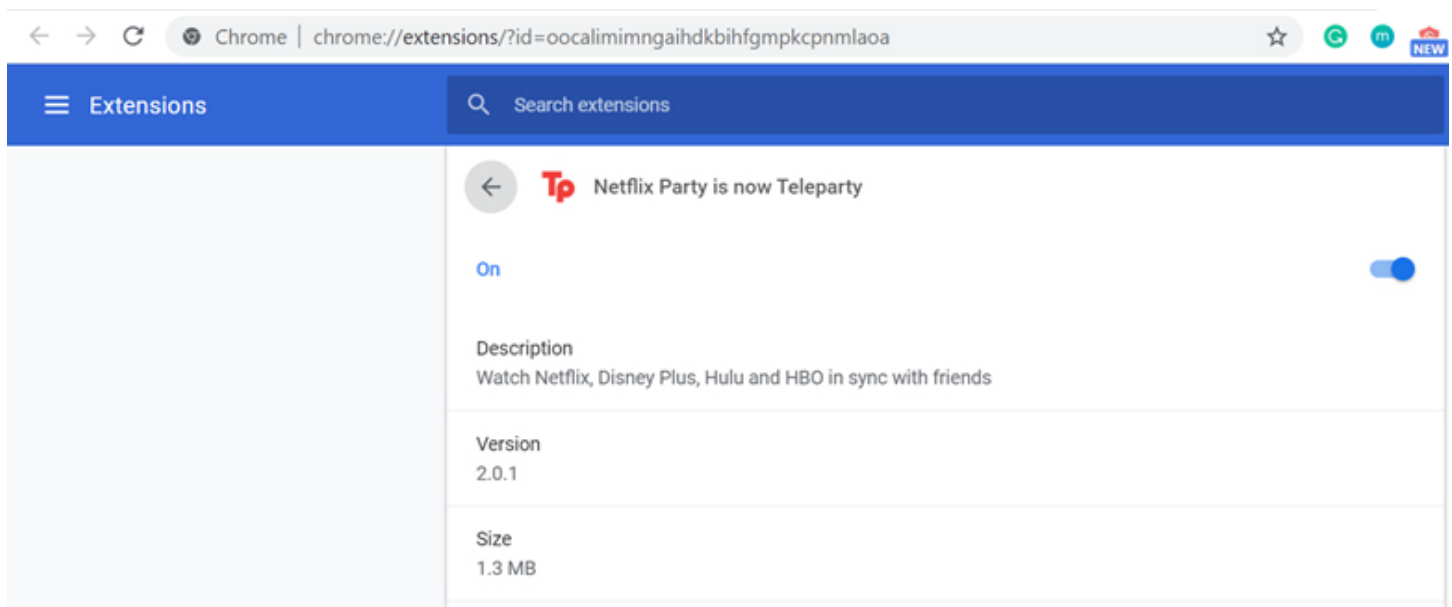 Chrome | chrome://extensions/?id=oocalimimngaihdkbihfgmpkcpnmlaoa
G
m
NEW
Extensions
Search extensions
Tp Netflix Party is now Teleparty
On
Description
Watch Netflix, Disney Plus, Hulu and HBO in sync with friends
Version
2.0.1
Size
1.3 MB